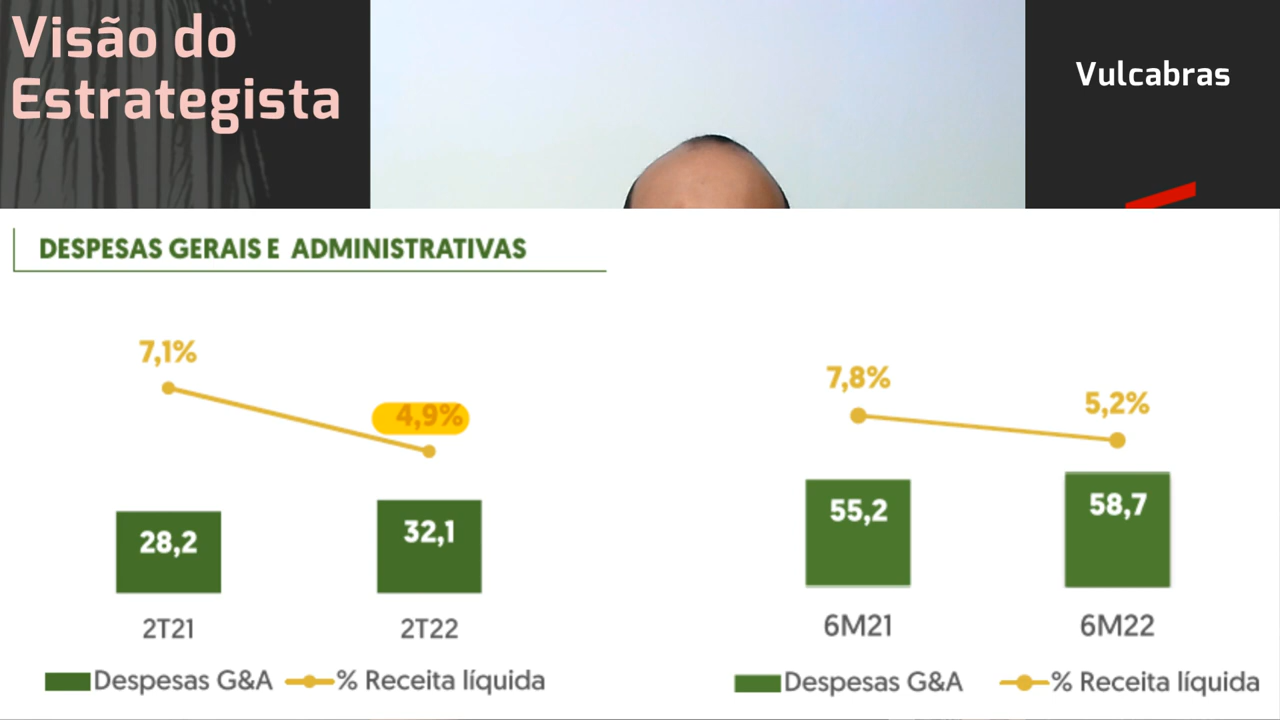 Visão do
Estrategista
Vulcabras
DESPESAS GERAIS E ADMINISTRATIVAS
7,1%
4,9%
28,2
32,1
2T21
2T22
Despesas G&A
% Receita líquida
7,8%
5,2%
55,2
58,7
6M21
6M22
Despesas G&A
% Receita líquida